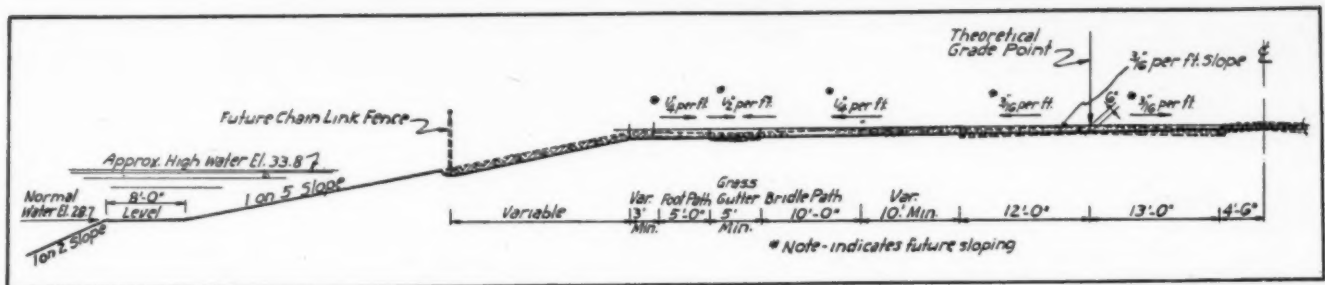 Theoretical
Grade Point
℄
3/16" per ft. Slope
* 1/4" per ft.
* 1/2" per ft.
* 1/4" per ft.
* 3/16" per ft.
6"
* 3/16" per ft.
Future Chain Link Fence
Approx. High Water El. 33.8
1 on 5 Slope
Normal
Water El. 28.7
8'-0"
Level
1 on 2 Slope
Variable
Var.
3'
Min.
Foot Path
5'-0"
Grass
Gutter
5'
Min.
Bridle Path
10'-0"
Var.
10' Min.
12'-0"
13'-0"
4'-6"
* Note - indicates future sloping